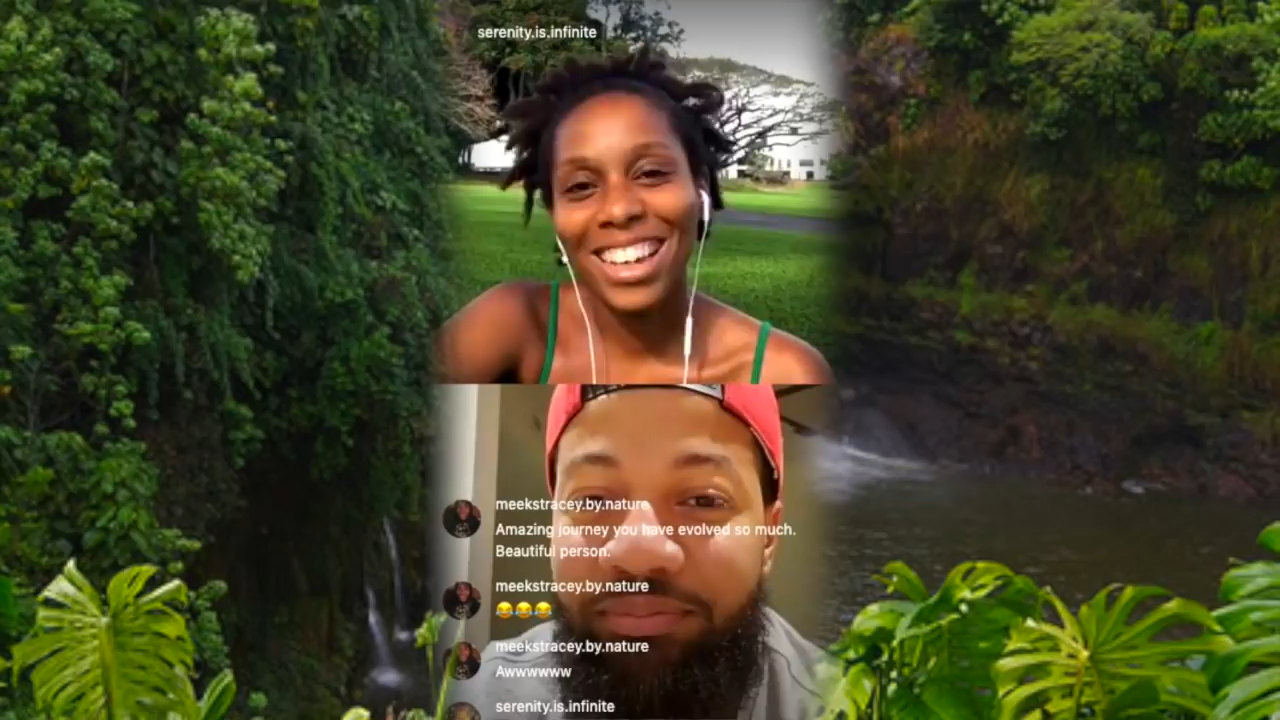 serenity.is.infinite
meekstracey.by.nature
Amazing journey you have evolved so much.
Beautiful person.
meekstracey.by.nature
😂😂😂
meekstracey.by.nature
Awwwwww
serenity.is.infinite